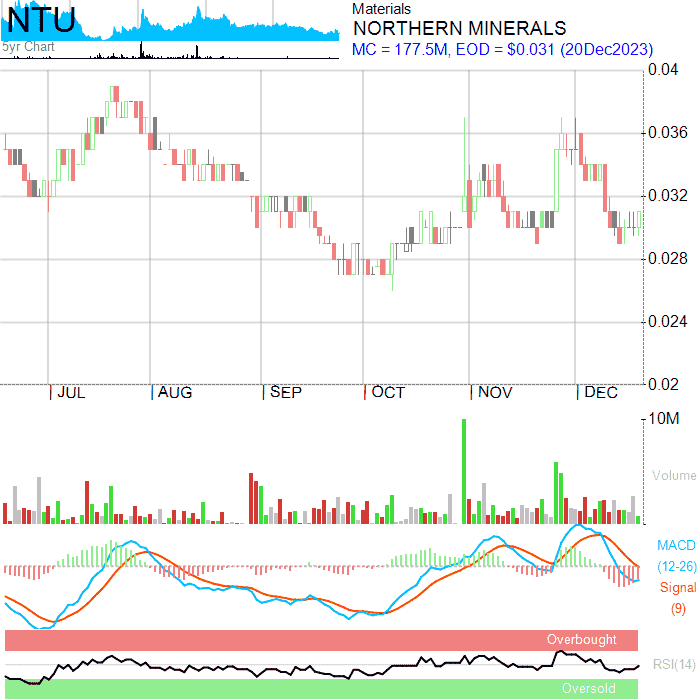 NTU
5yr Chart
Materials
NORTHERN MINERALS
MC = 177.5M, EOD = $0.031 (20Dec2023)
0.04
0.036
0.032
0.028
0.024
0.02
JUL AUG SEP OCT NOV DEC
10M
Volume
MACD
(12-26)
Signal
(9)
Overbought
RSI(14)
Oversold